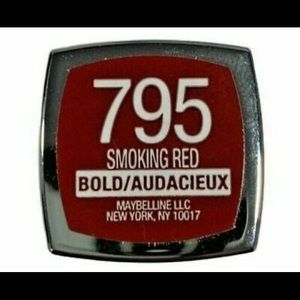 795
SMOKING RED
BOLD/AUDACIEUX
MAYBELLINE LLC
NEW YORK, NY 10017